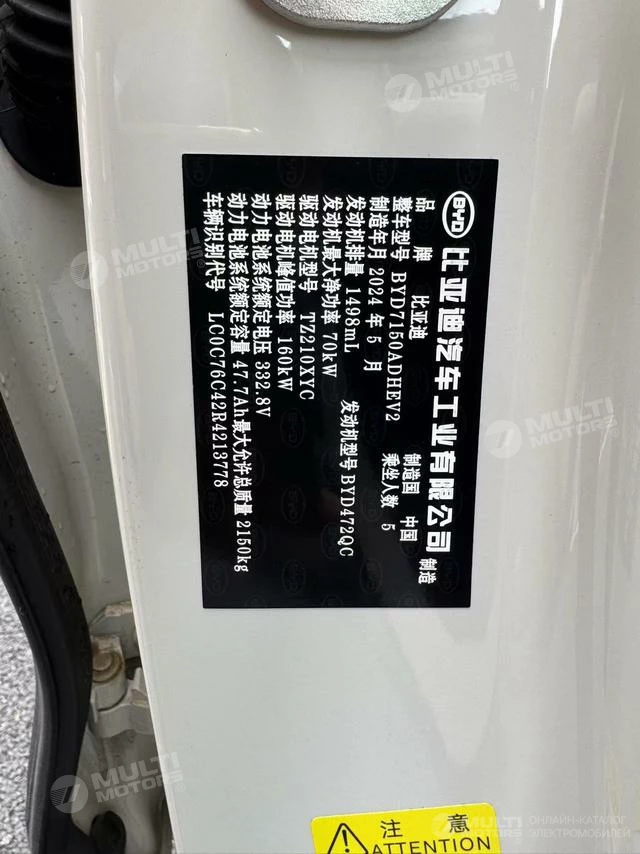 BYD 比亚迪汽车工业有限公司 制造
品 牌 比亚迪 制造国 中国
整车型号 BYD7150ADHEV2 乘坐人数 5
制造年月 2024 年 5 月
发动机排量 1498mL 发动机型号 BYD472QC
发动机最大净功率 70kW
驱动电机型号 TZ210XYC
驱动电机峰值功率 160kW
动力电池系统额定电压 332.8V
动力电池系统额定容量 47.7Ah 最大允许总质量 2150kg
车辆识别代号 LC0C76C42R4213778
注 意
ATTENTION
MULTI MOTORS®
MULTI MOTORS®
MULTI MOTORS®
MULTI MOTORS®
MULTI MOTORS
ОНЛАЙН-КАТАЛОГ
ЭЛЕКТРОМОБИЛЕЙ